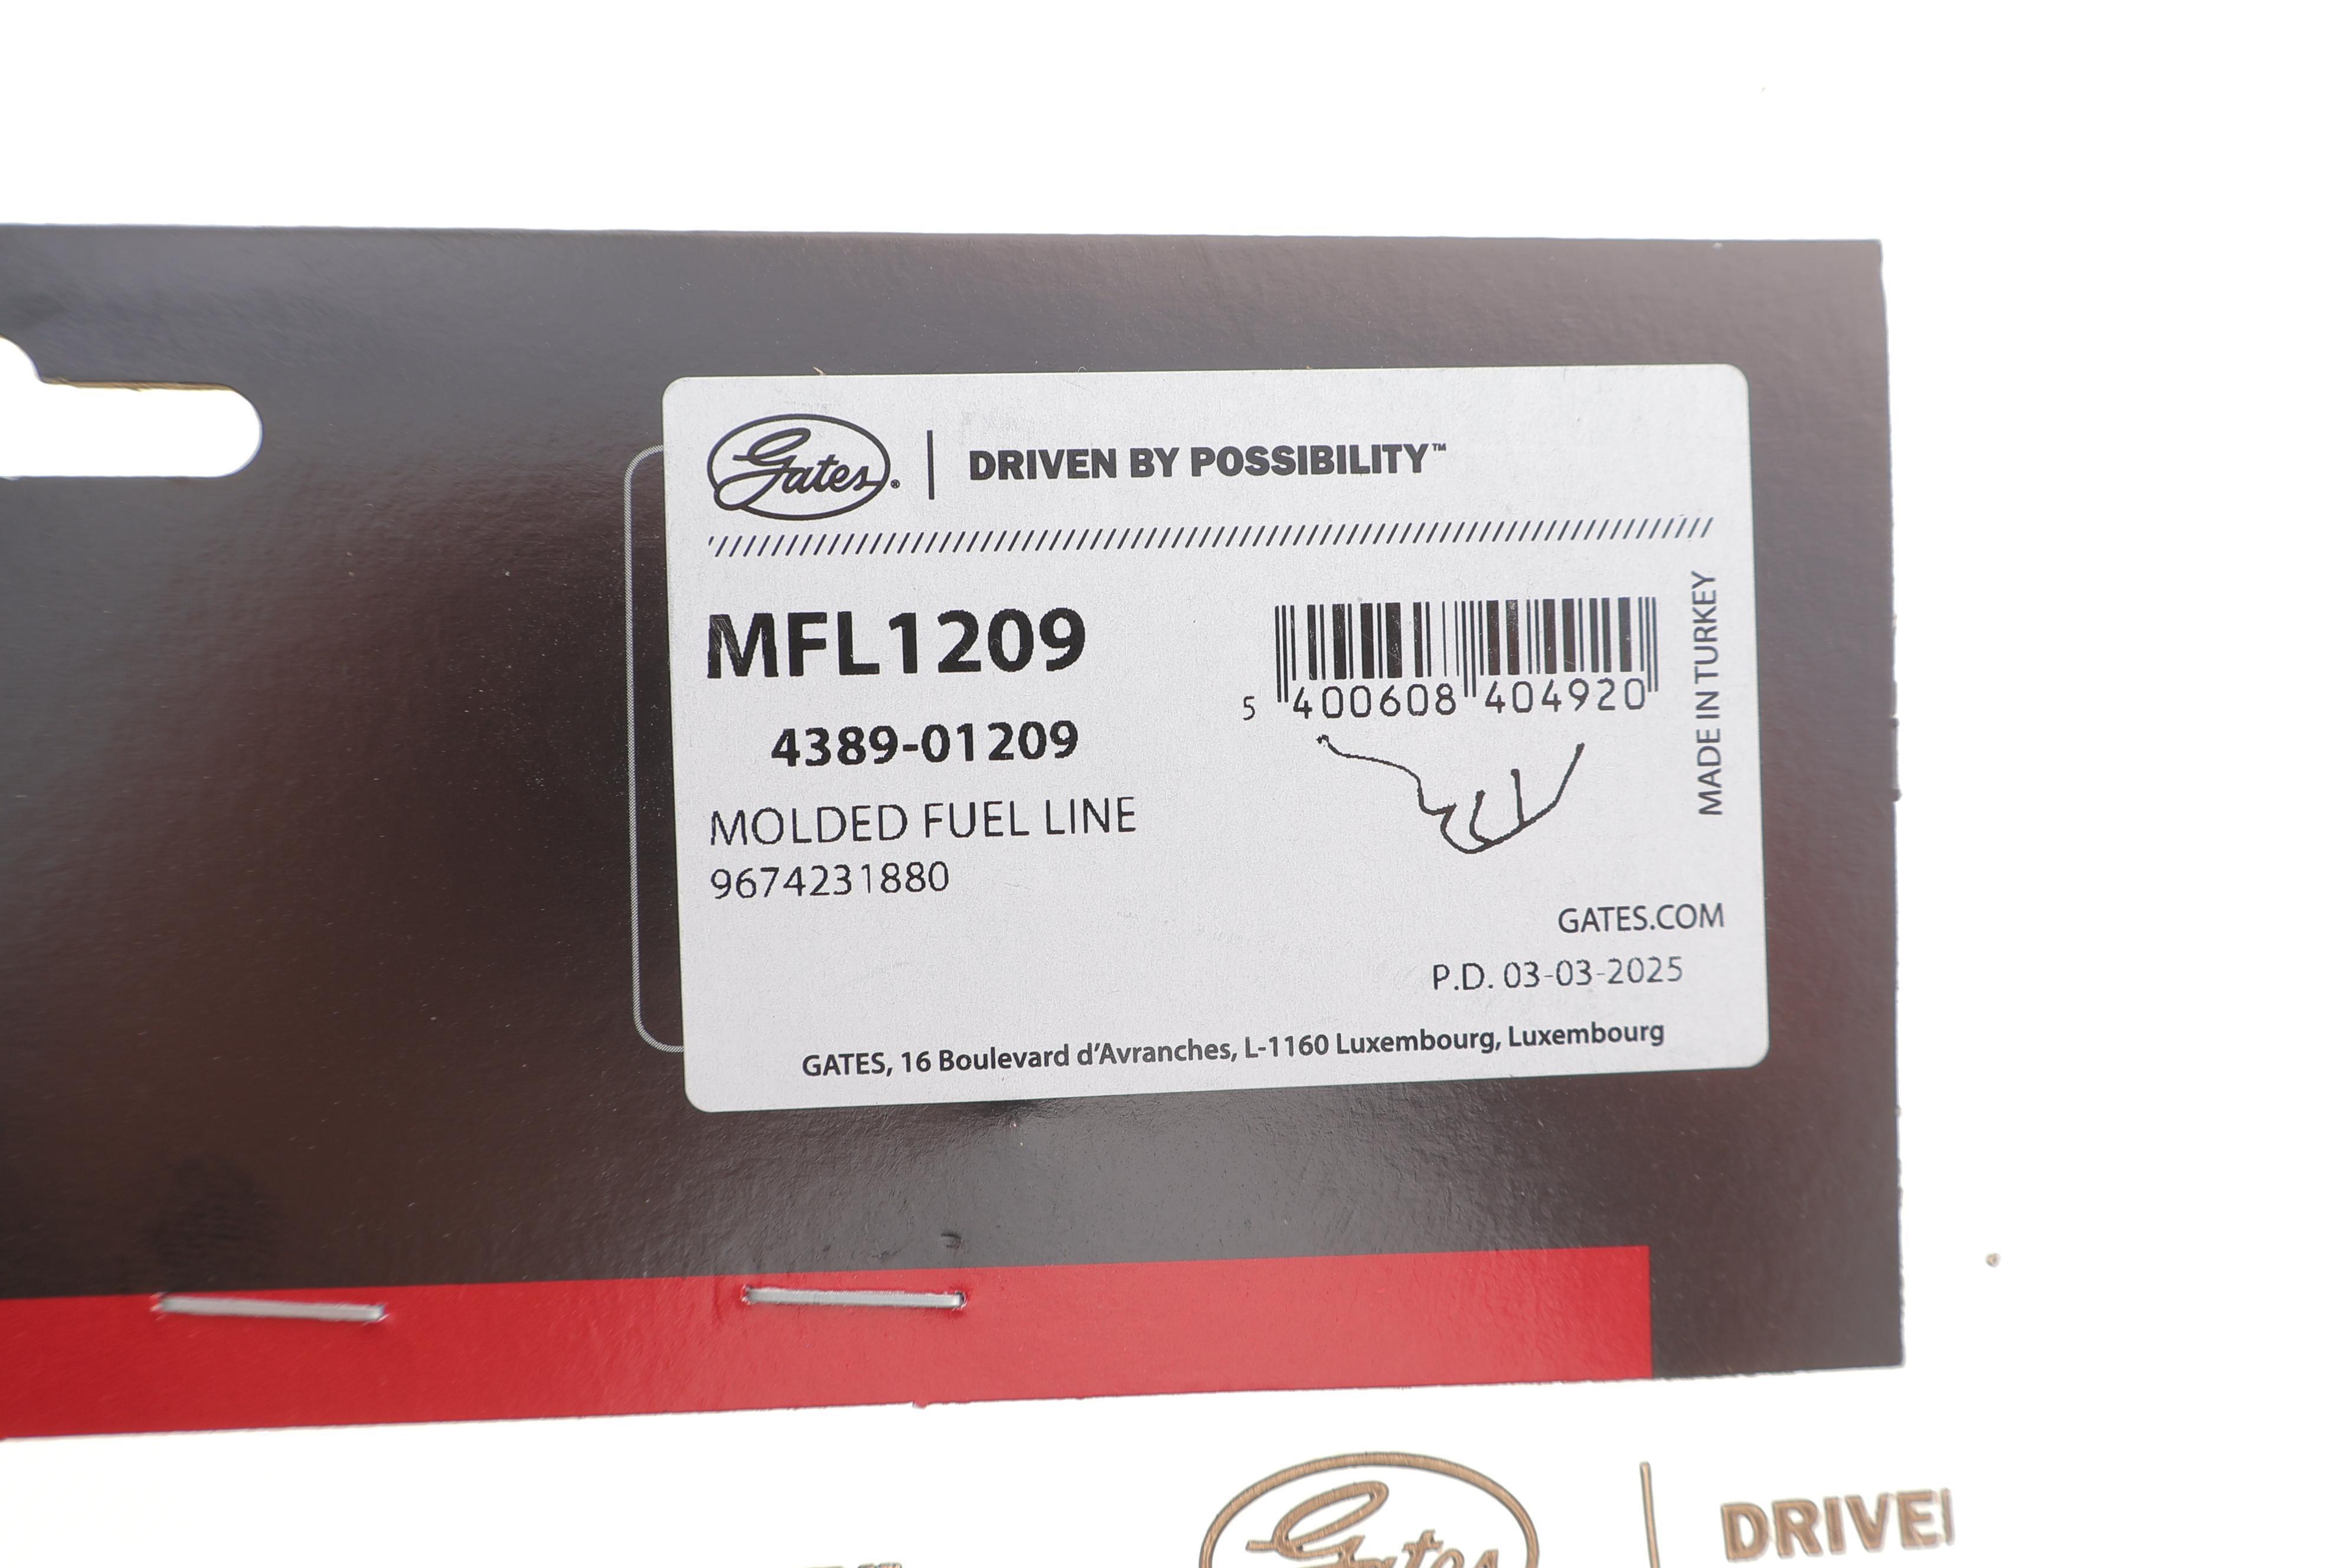 Gates® | DRIVEN BY POSSIBILITY™
MFL1209
4389-01209
MOLDED FUEL LINE
9674231880
5 400608 404920
MADE IN TURKEY
GATES.COM
P.D. 03-03-2025
GATES, 16 Boulevard d'Avranches, L-1160 Luxembourg, Luxembourg
Gates | DRIVE